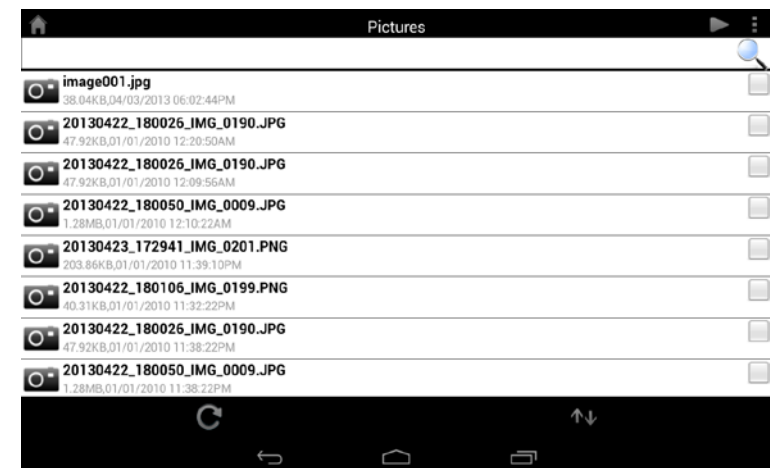 Pictures
image001.jpg
38.04KB,04/03/2013 06:02:44PM
20130422_180026_IMG_0190.JPG
47.92KB,01/01/2010 12:20:50AM
20130422_180026_IMG_0190.JPG
47.92KB,01/01/2010 12:09:56AM
20130422_180050_IMG_0009.JPG
1.28MB,01/01/2010 12:10:22AM
20130423_172941_IMG_0201.PNG
203.86KB,01/01/2010 11:39:10PM
20130422_180106_IMG_0199.PNG
40.31KB,01/01/2010 11:32:22PM
20130422_180026_IMG_0190.JPG
47.92KB,01/01/2010 11:38:22PM
20130422_180050_IMG_0009.JPG
1.28MB,01/01/2010 11:38:22PM